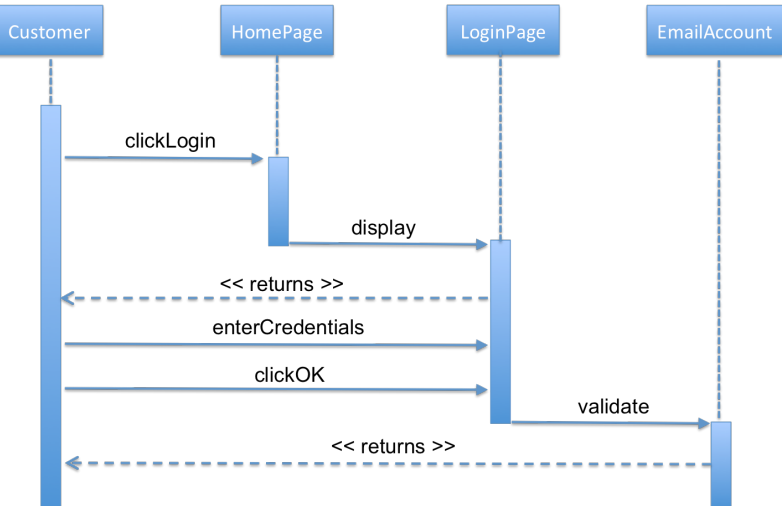 Customer
HomePage
LoginPage
EmailAccount
clickLogin
display
<< returns >>
enterCredentials
clickOK
validate
<< returns >>